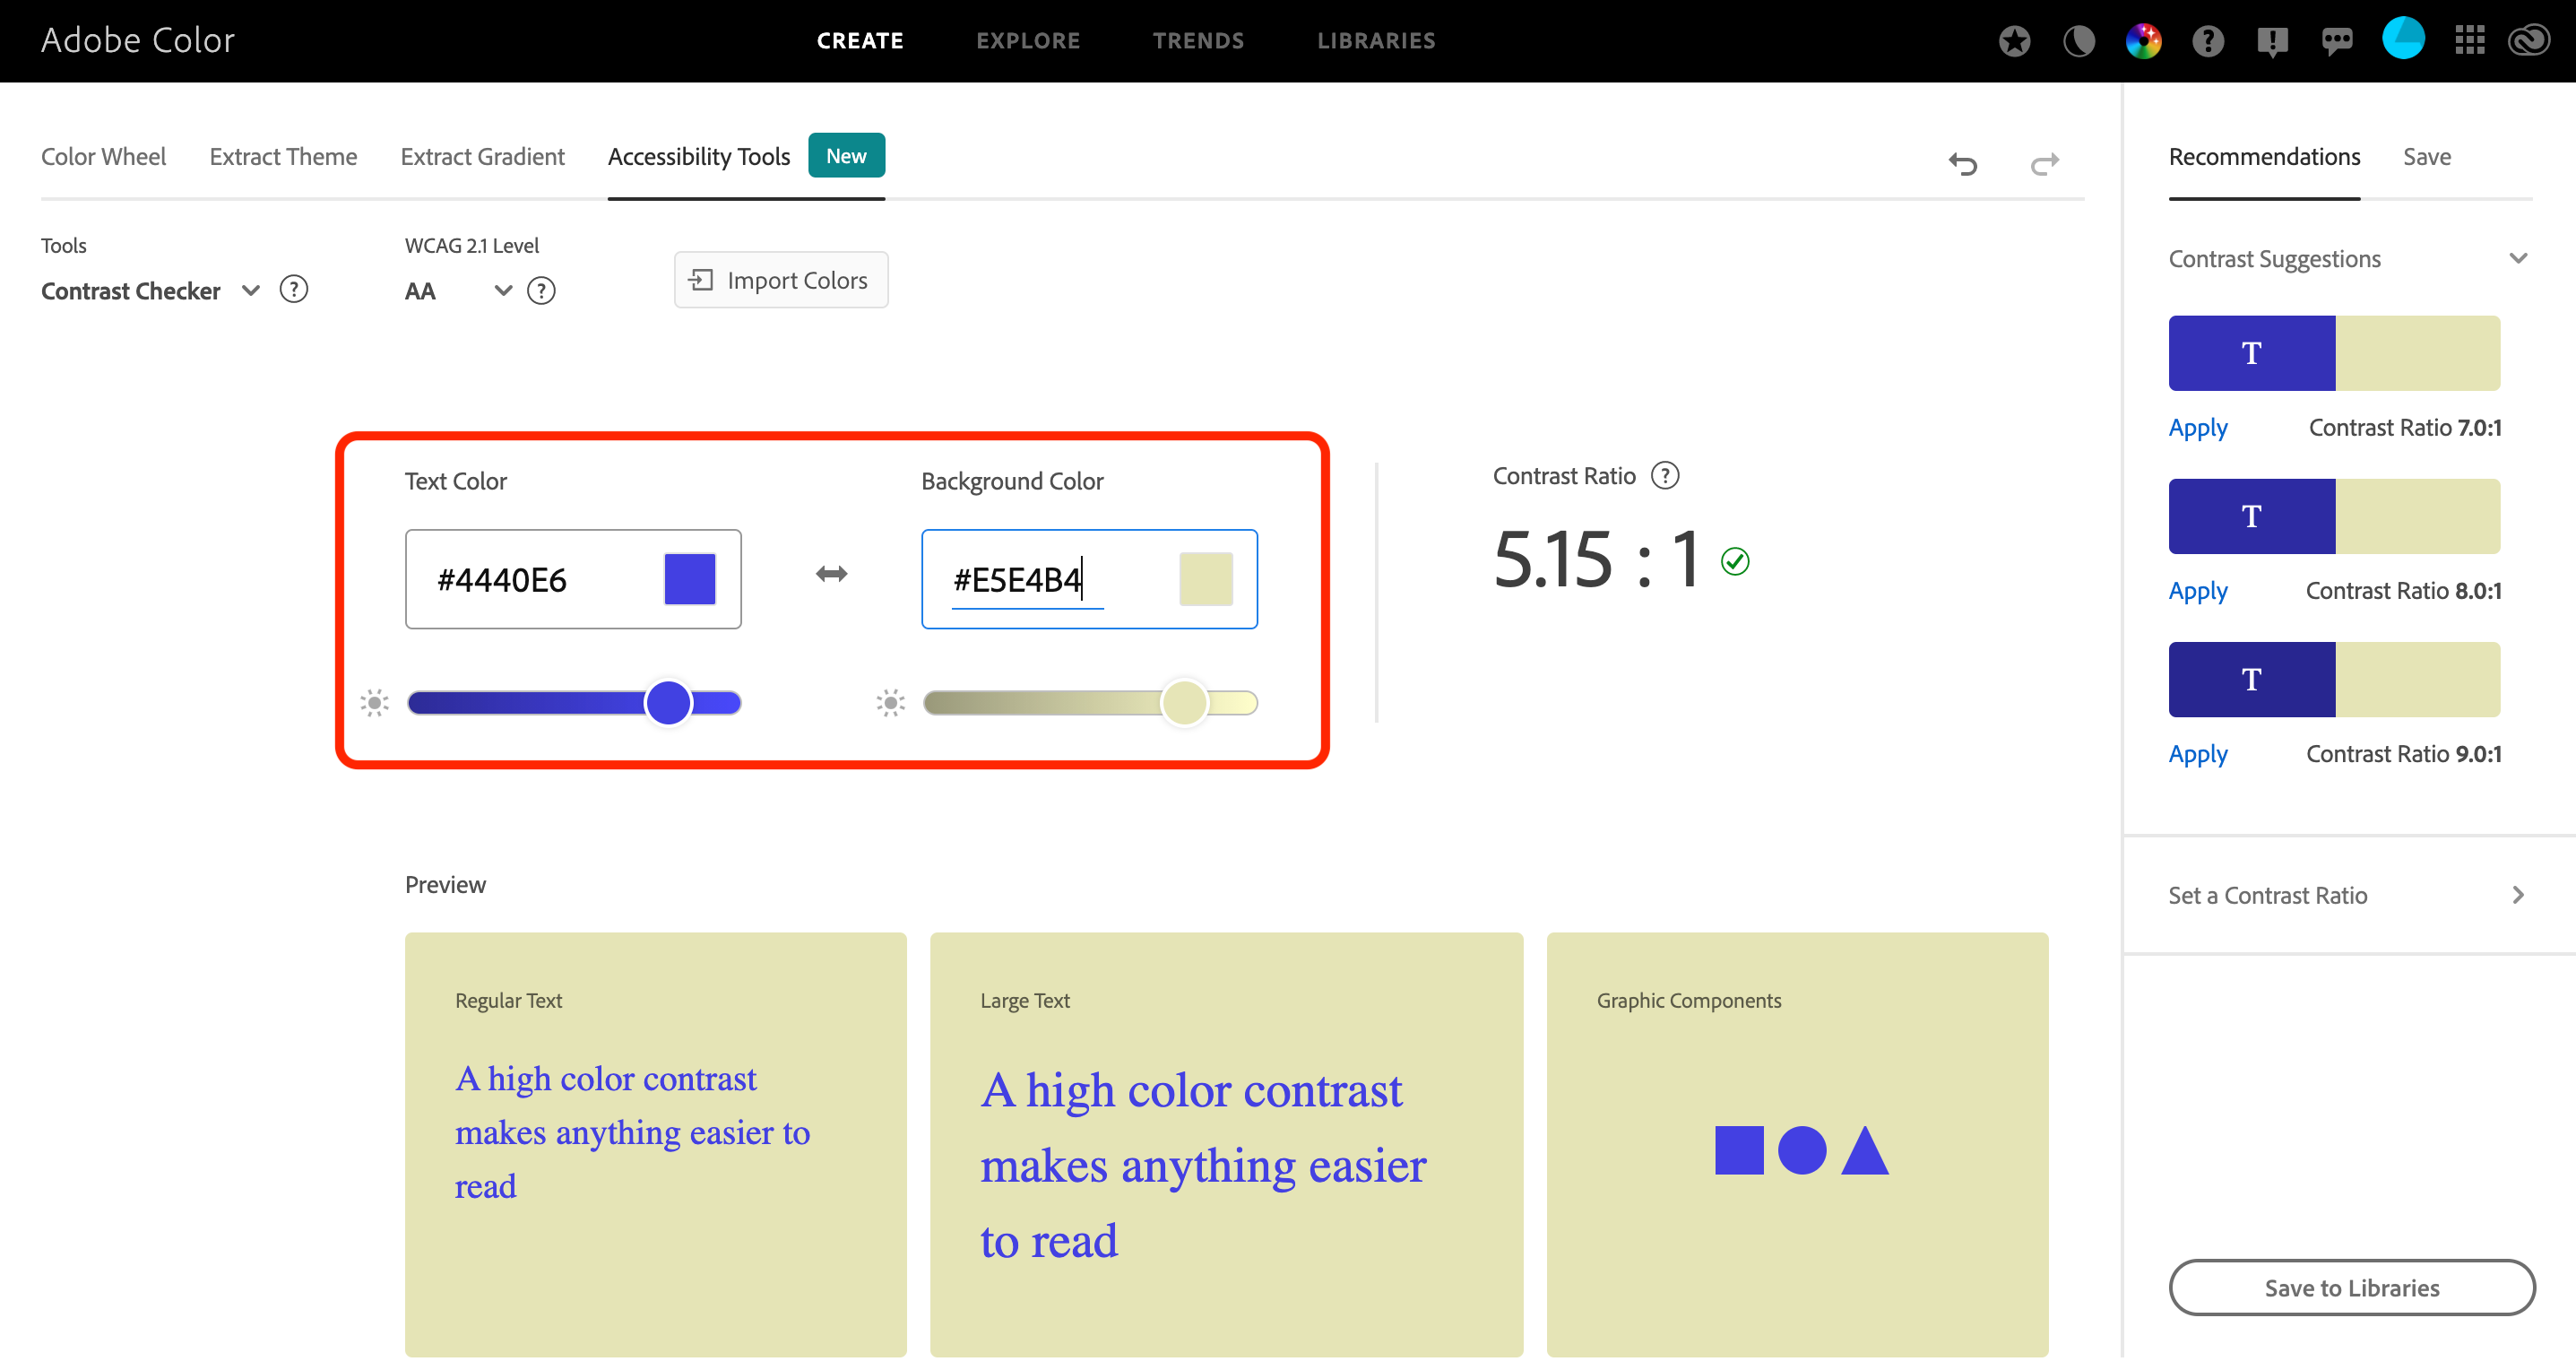 Adobe Color
CREATE
EXPLORE
TRENDS
LIBRARIES
Color Wheel
Extract Theme
Extract Gradient
Accessibility Tools
New
Recommendations
Save
Tools
WCAG 2.1 Level
Contrast Checker
AA
Import Colors
Contrast Suggestions
T
Apply
Contrast Ratio 7.0:1
T
Apply
Contrast Ratio 8.0:1
T
Apply
Contrast Ratio 9.0:1
Text Color
Background Color
Contrast Ratio
#4440E6
#E5E4B4
5.15 : 1
Set a Contrast Ratio
Preview
Regular Text
A high color contrast
makes anything easier to
read
Large Text
A high color contrast
makes anything easier
to read
Graphic Components
Save to Libraries